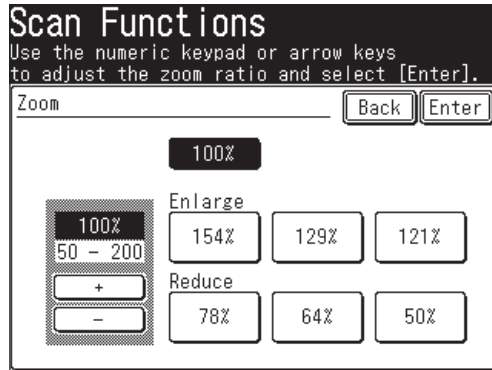 Scan Functions
Use the numeric keypad or arrow keys
to adjust the zoom ratio and select [Enter].
Zoom
Back
Enter
100%
100%
50 - 200
+
-
Enlarge
154%
129%
121%
Reduce
78%
64%
50%